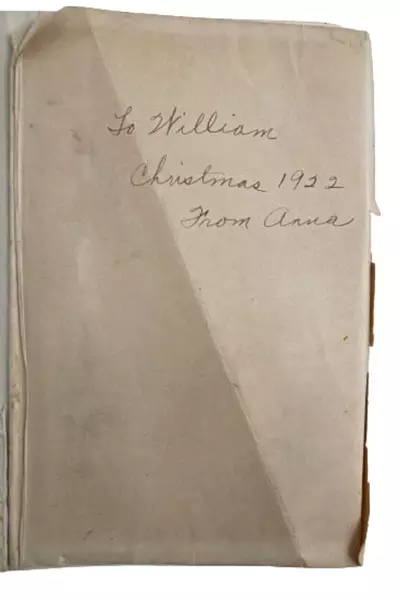 To William
Christmas 1922
From Anna